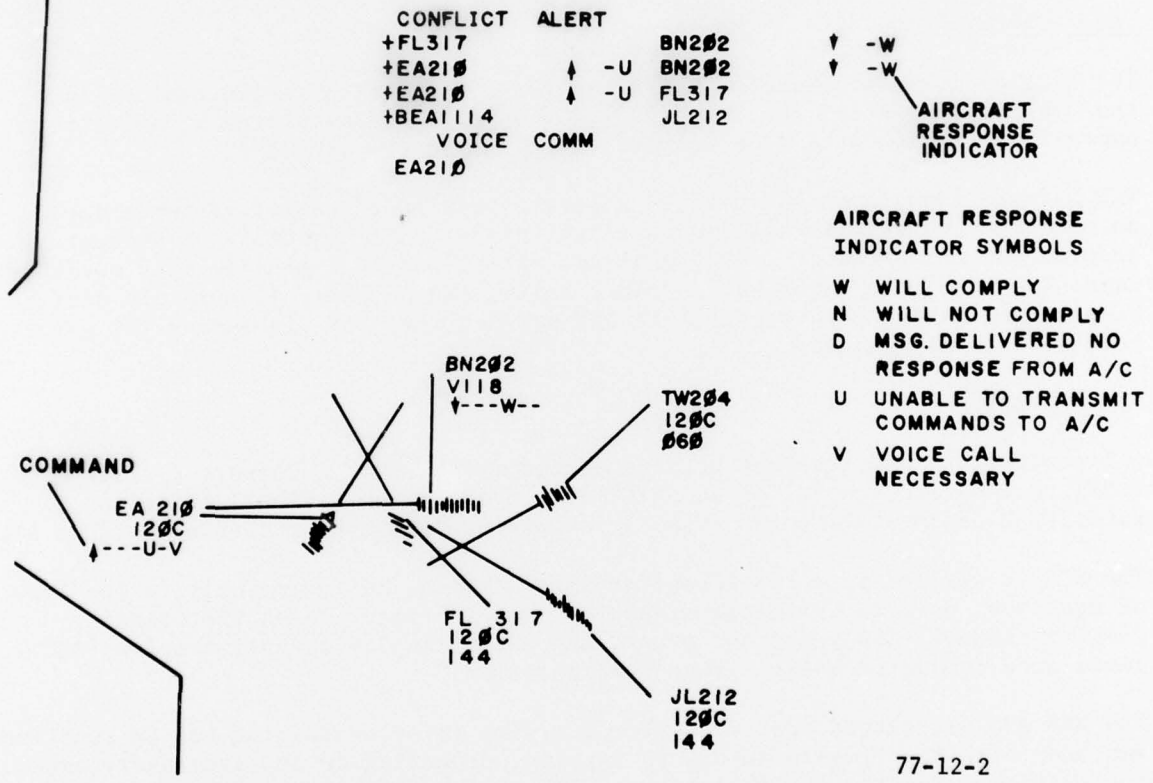 CONFLICT ALERT
+FL317 BN2Ø2 ↓ -W
+EA21Ø ↑ -U BN2Ø2 ↓ -W
+EA21Ø ↑ -U FL317
+BEA1114 JL212
VOICE COMM
EA21Ø
AIRCRAFT
RESPONSE
INDICATOR
AIRCRAFT RESPONSE
INDICATOR SYMBOLS
W WILL COMPLY
N WILL NOT COMPLY
D MSG. DELIVERED NO
RESPONSE FROM A/C
U UNABLE TO TRANSMIT
COMMANDS TO A/C
V VOICE CALL
NECESSARY
BN2Ø2
V118
↓---W--
TW2Ø4
12ØC
Ø6Ø
COMMAND
EA 21Ø
12ØC
↑---U-V
FL 317
12ØC
144
JL212
12ØC
144
77-12-2